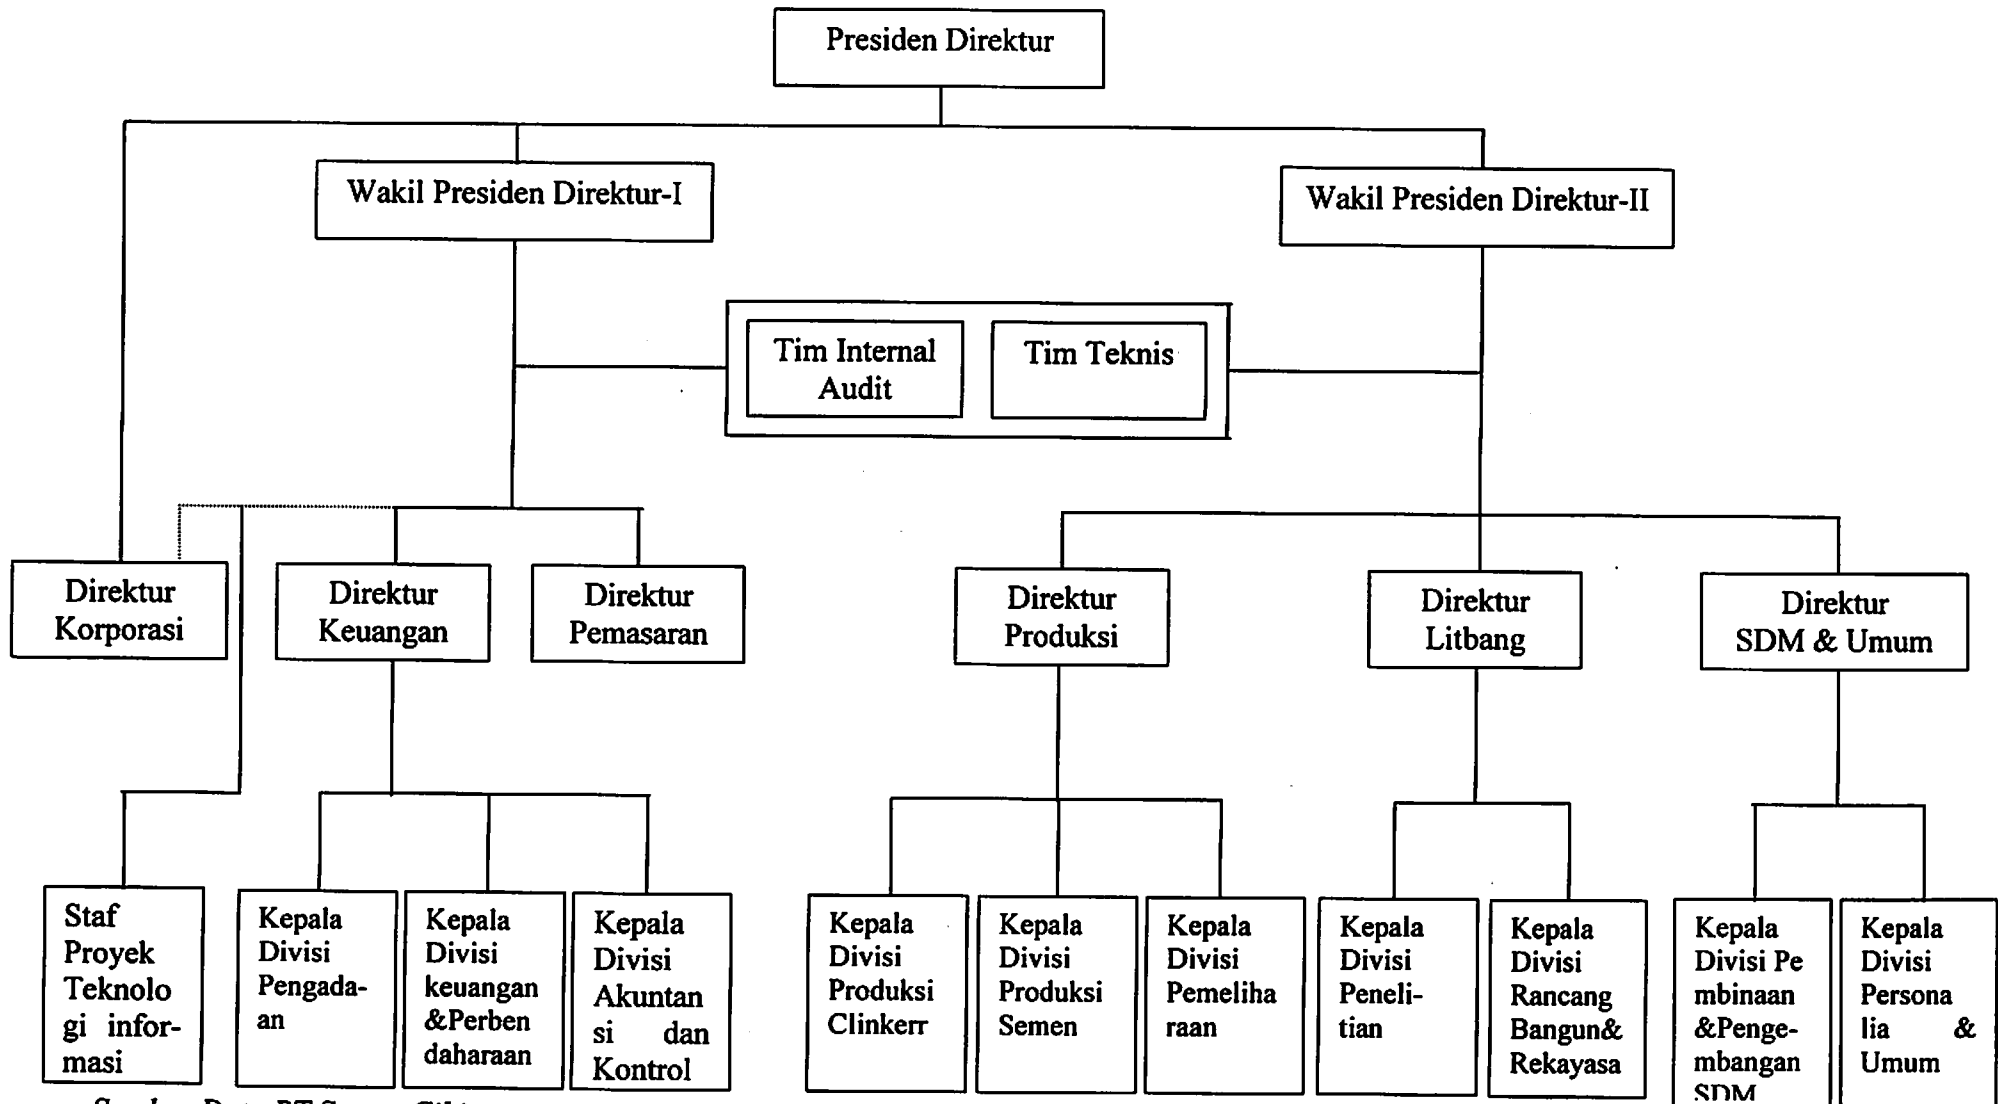 Presiden Direktur
Wakil Presiden Direktur-I
Wakil Presiden Direktur-II
Tim Internal
Audit
Tim Teknis
Direktur
Korporasi
Direktur
Keuangan
Direktur
Pemasaran
Direktur
Produksi
Direktur
Litbang
Direktur
SDM & Umum
Staf
Proyek
Teknolo
gi infor-
masi
Kepala
Divisi
Pengada-
an
Kepala
Divisi
keuangan
&Perben
daharaan
Kepala
Divisi
Akuntan
si dan
Kontrol
Kepala
Divisi
Produksi
Clinkerr
Kepala
Divisi
Produksi
Semen
Kepala
Divisi
Pemeliha
raan
Kepala
Divisi
Peneli-
tian
Kepala
Divisi
Rancang
Bangun&
Rekayasa
Kepala
Divisi Pe
mbinaan
&Penge-
mbangan
SDM
Kepala
Divisi
Persona
lia &
Umum